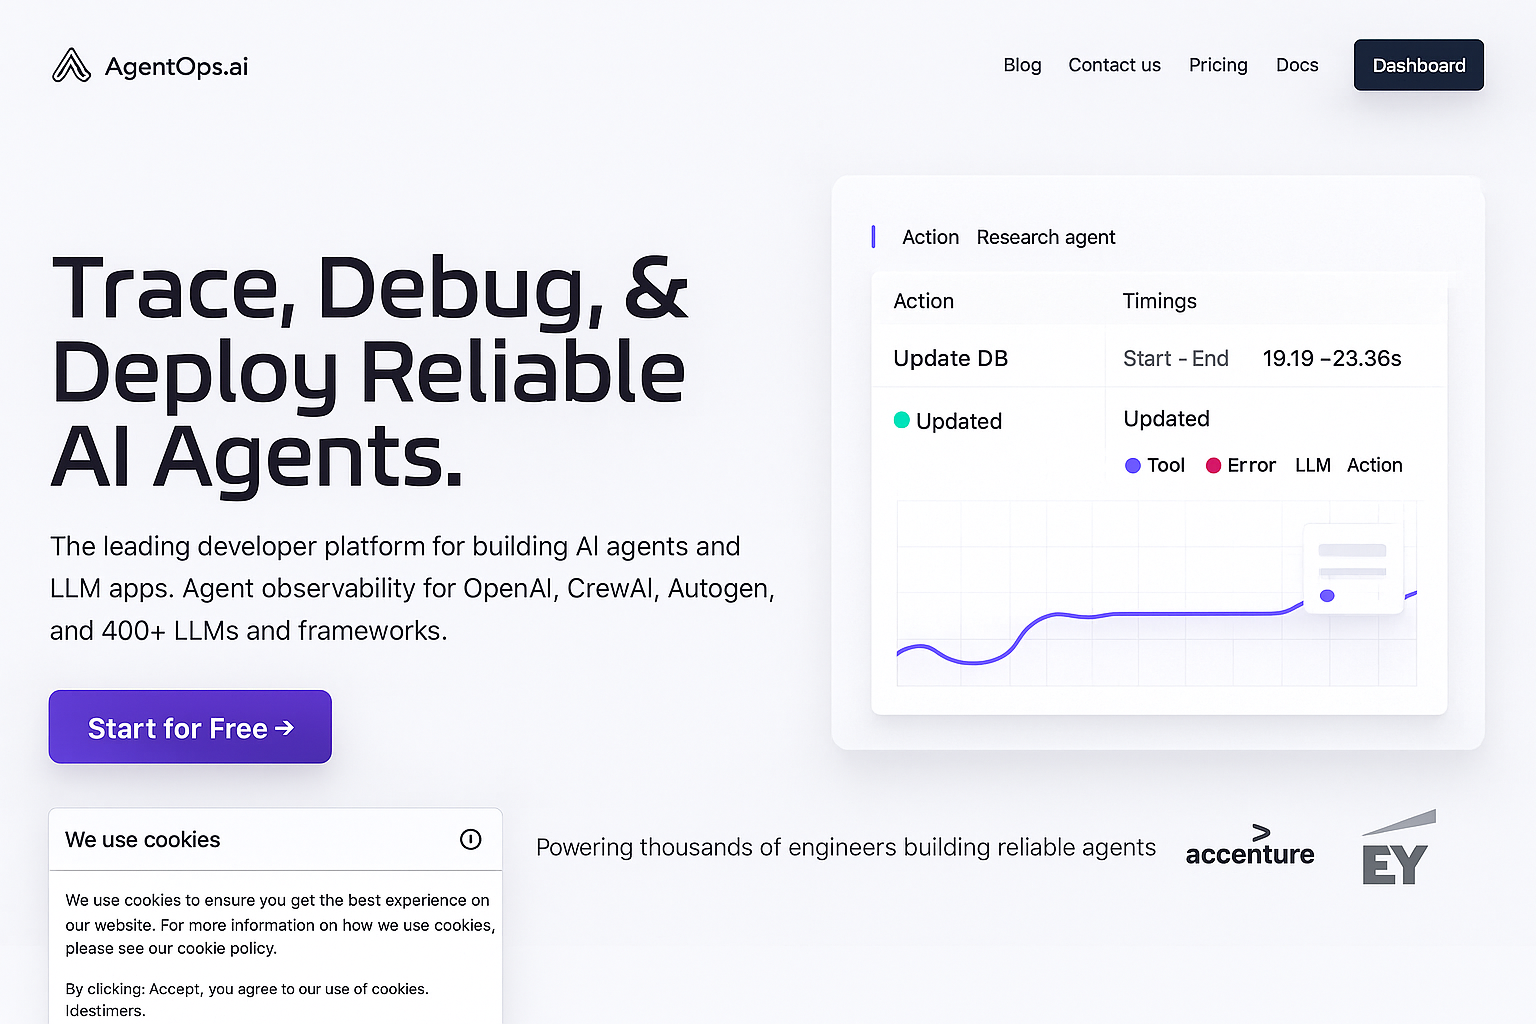 AgentOps.ai
Blog Contact us Pricing Docs Dashboard
Trace, Debug, &
Deploy Reliable
AI Agents.
The leading developer platform for building AI agents and
LLM apps. Agent observability for OpenAI, CrewAI, Autogen,
and 400+ LLMs and frameworks.
Start for Free →
Action Research agent
Action Timings
Update DB Start - End 19.19 –23.36s
Updated Updated
Tool Error LLM Action
Powering thousands of engineers building reliable agents
>
accenture
EY
We use cookies
We use cookies to ensure you get the best experience on
our website. For more information on how we use cookies,
please see our cookie policy.
By clicking: Accept, you agree to our use of cookies.
Idestimers.